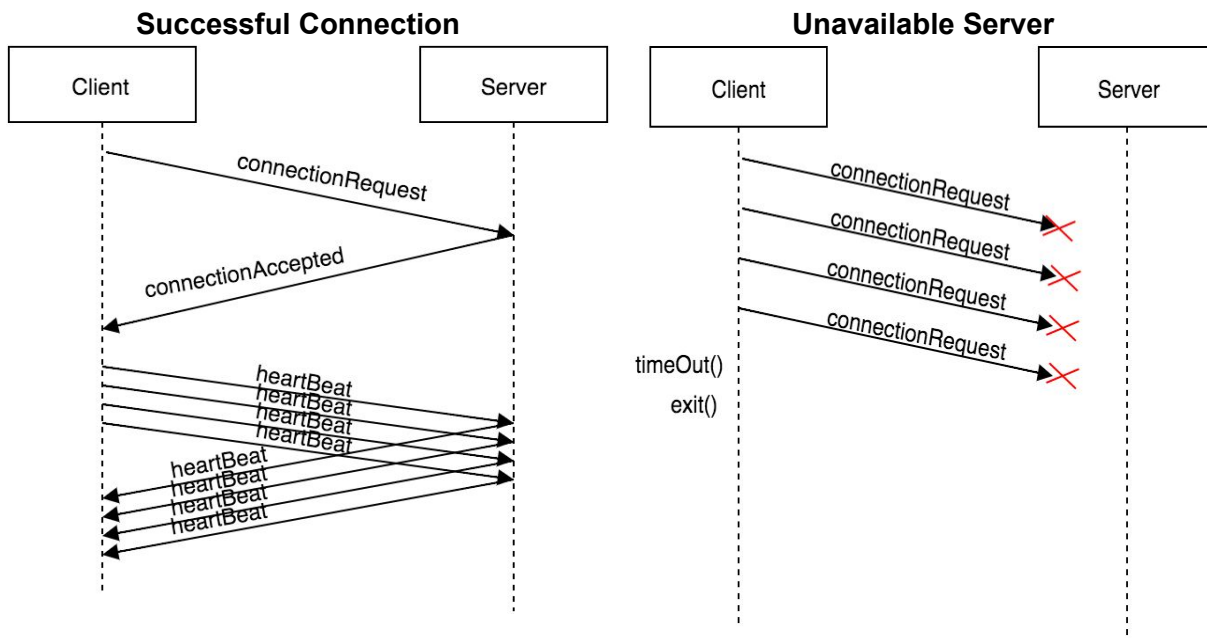 Successful Connection
Client
Server
connectionRequest
connectionAccepted
heartBeat
heartBeat
heartBeat
heartBeat
heartBeat
heartBeat
heartBeat
heartBeat
Unavailable Server
Client
Server
connectionRequest
connectionRequest
connectionRequest
connectionRequest
timeOut()
exit()